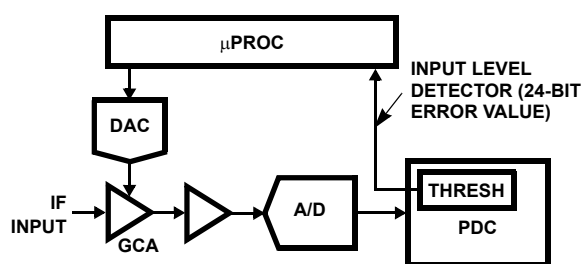 µPROC
INPUT LEVEL
DETECTOR (24-BIT
ERROR VALUE)
DAC
THRESH
IF
INPUT
A/D
PDC
GCA